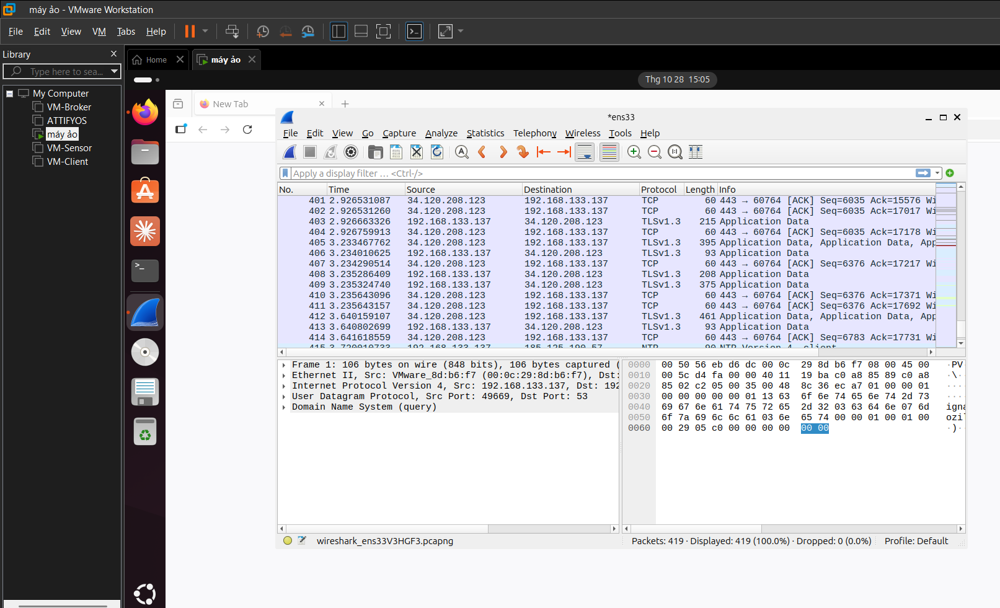 máy ảo - VMware Workstation
File Edit View VM Tabs Help
Library
Type here to sea...
My Computer
VM-Broker
ATTIFYOS
máy ảo
VM-Sensor
VM-Client
Home
máy ảo
Thg 10 28 15:05
New Tab
*ens33
File Edit View Go Capture Analyze Statistics Telephony Wireless Tools Help
Apply a display filter … <Ctrl-/>
No. Time Source Destination Protocol Length Info
401 2.926531087 34.120.208.123 192.168.133.137 TCP 60 443 → 60764 [ACK] Seq=6035 Ack=15576 Wi
402 2.926531260 34.120.208.123 192.168.133.137 TCP 60 443 → 60764 [ACK] Seq=6035 Ack=17017 Wi
403 2.926663326 192.168.133.137 34.120.208.123 TLSv1.3 215 Application Data
404 2.926759913 34.120.208.123 192.168.133.137 TCP 60 443 → 60764 [ACK] Seq=6035 Ack=17178 Wi
405 3.233467762 34.120.208.123 192.168.133.137 TLSv1.3 395 Application Data, Application Data, App
406 3.234010625 192.168.133.137 34.120.208.123 TLSv1.3 93 Application Data
407 3.234290514 34.120.208.123 192.168.133.137 TCP 60 443 → 60764 [ACK] Seq=6376 Ack=17217 Wi
408 3.235286409 192.168.133.137 34.120.208.123 TLSv1.3 208 Application Data
409 3.235324740 192.168.133.137 34.120.208.123 TLSv1.3 375 Application Data
410 3.235643096 34.120.208.123 192.168.133.137 TCP 60 443 → 60764 [ACK] Seq=6376 Ack=17371 Wi
411 3.235643157 34.120.208.123 192.168.133.137 TCP 60 443 → 60764 [ACK] Seq=6376 Ack=17692 Wi
412 3.640159107 34.120.208.123 192.168.133.137 TLSv1.3 461 Application Data, Application Data, App
413 3.640802699 192.168.133.137 34.120.208.123 TLSv1.3 93 Application Data
414 3.641618559 34.120.208.123 192.168.133.137 TCP 60 443 → 60764 [ACK] Seq=6783 Ack=17731 Wi
415 3.720010733 192.168.133.137 185.125.190.57 NTP 90 NTP Version 4, client
Frame 1: 106 bytes on wire (848 bits), 106 bytes captured (
Ethernet II, Src: VMware_8d:b6:f7 (00:0c:29:8d:b6:f7), Dst:
Internet Protocol Version 4, Src: 192.168.133.137, Dst: 192
User Datagram Protocol, Src Port: 49669, Dst Port: 53
Domain Name System (query)
0000 00 50 56 eb d6 dc 00 0c 29 8d b6 f7 08 00 45 00 ·PV
0010 00 5c d4 fa 00 00 40 11 19 ba c0 a8 85 89 c0 a8 ·\··
0020 85 02 c2 05 00 35 00 48 8c 36 ec a7 01 00 00 01 ····
0030 00 00 00 00 00 01 13 63 6f 6e 74 65 6e 74 2d 73 ····
0040 69 67 6e 61 74 75 72 65 2d 32 03 63 64 6e 07 6d igna
0050 6f 7a 69 6c 6c 61 03 6e 65 74 00 00 01 00 01 00 ozil
0060 00 29 05 c0 00 00 00 00 00 00 ·)··
wireshark_ens33V3HGF3.pcapng
Packets: 419 · Displayed: 419 (100.0%) · Dropped: 0 (0.0%)
Profile: Default